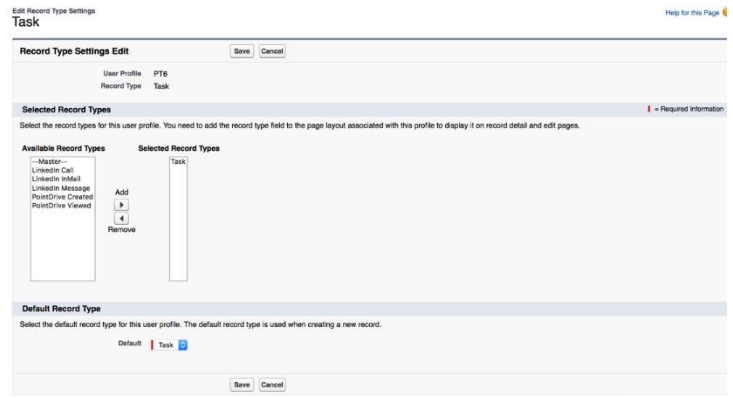 Edit Record Type Settings
Task
Help for this Page
Record Type Settings Edit
Save Cancel
User Profile PT6
Record Type Task
Selected Record Types
= Required Information
Select the record types for this user profile. You need to add the record type field to the page layout associated with this profile to display it on record detail and edit pages.
Available Record Types Selected Record Types
--Master-- Task
LinkedIn Call
LinkedIn InMail
LinkedIn Message
PointDrive Created
PointDrive Viewed
Add
Remove
Default Record Type
Select the default record type for this user profile. The default record type is used when creating a new record.
Default Task
Save Cancel